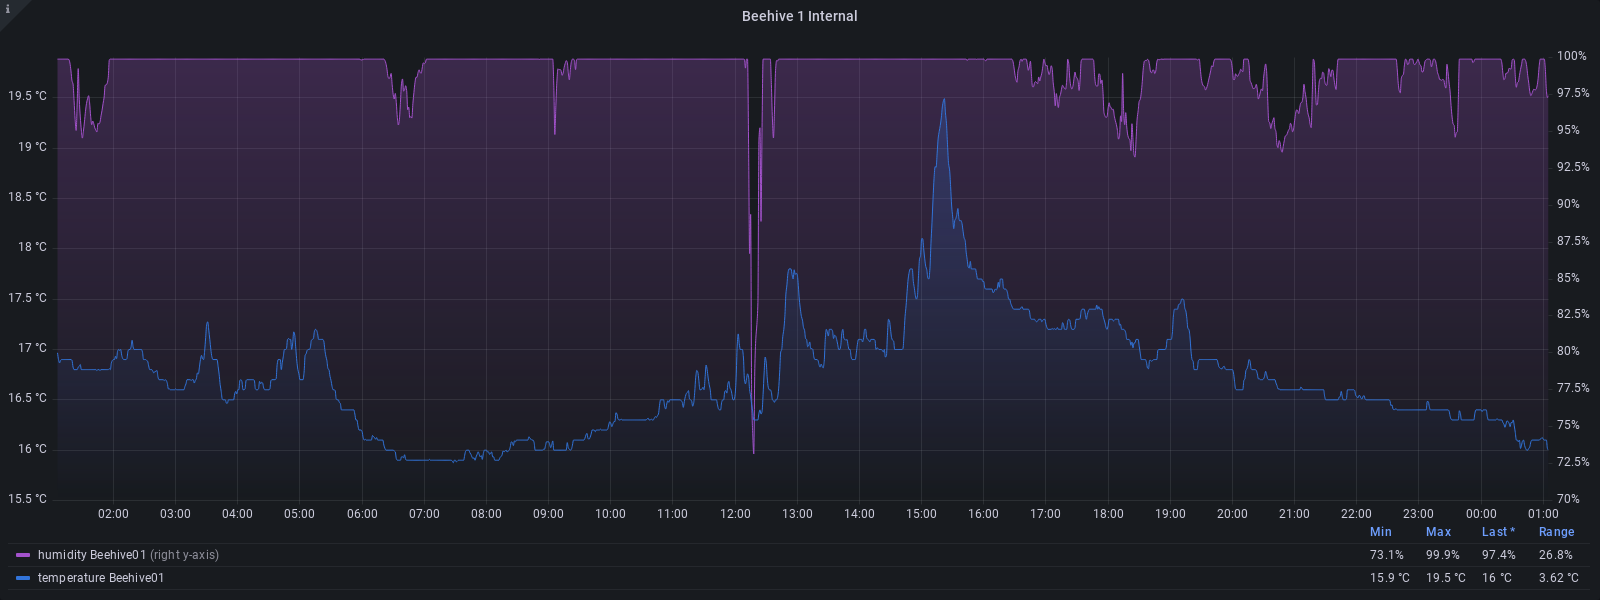 i
Beehive 1 Internal
19.5 °C
19 °C
18.5 °C
18 °C
17.5 °C
17 °C
16.5 °C
16 °C
15.5 °C
100%
97.5%
95%
92.5%
90%
87.5%
85%
82.5%
80%
77.5%
75%
72.5%
70%
02:00 03:00 04:00 05:00 06:00 07:00 08:00 09:00 10:00 11:00 12:00 13:00 14:00 15:00 16:00 17:00 18:00 19:00 20:00 21:00 22:00 23:00 00:00 01:00
Min Max Last * Range
humidity Beehive01 (right y-axis) 73.1% 99.9% 97.4% 26.8%
temperature Beehive01 15.9 °C 19.5 °C 16 °C 3.62 °C